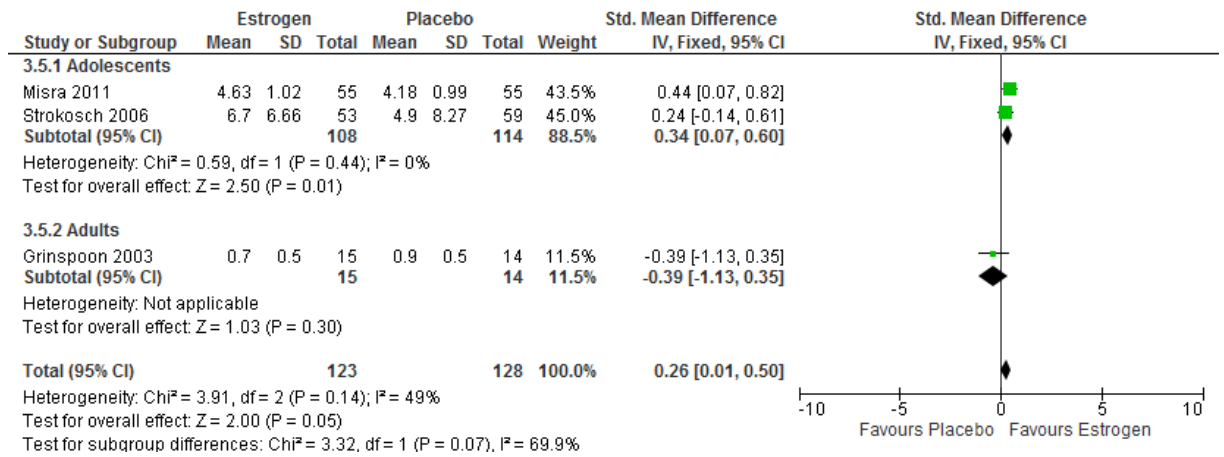 Estrogen Placebo Std. Mean Difference Std. Mean Difference
Study or Subgroup Mean SD Total Mean SD Total Weight IV, Fixed, 95% CI IV, Fixed, 95% CI
3.5.1 Adolescents
Misra 2011 4.63 1.02 55 4.18 0.99 55 43.5% 0.44 [0.07, 0.82]
Strokosch 2006 6.7 6.66 53 4.9 8.27 59 45.0% 0.24 [-0.14, 0.61]
Subtotal (95% CI) 108 114 88.5% 0.34 [0.07, 0.60]
Heterogeneity: Chi² = 0.59, df = 1 (P = 0.44); I² = 0%
Test for overall effect: Z = 2.50 (P = 0.01)
3.5.2 Adults
Grinspoon 2003 0.7 0.5 15 0.9 0.5 14 11.5% -0.39 [-1.13, 0.35]
Subtotal (95% CI) 15 14 11.5% -0.39 [-1.13, 0.35]
Heterogeneity: Not applicable
Test for overall effect: Z = 1.03 (P = 0.30)
Total (95% CI) 123 128 100.0% 0.26 [0.01, 0.50]
Heterogeneity: Chi² = 3.91, df = 2 (P = 0.14); I² = 49%
Test for overall effect: Z = 2.00 (P = 0.05)
Test for subgroup differences: Chi² = 3.32, df = 1 (P = 0.07), I² = 69.9%
-10 -5 0 5 10
Favours Placebo Favours Estrogen